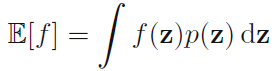 𝔼[f] = ∫ f(𝐳)p(𝐳) d𝐳